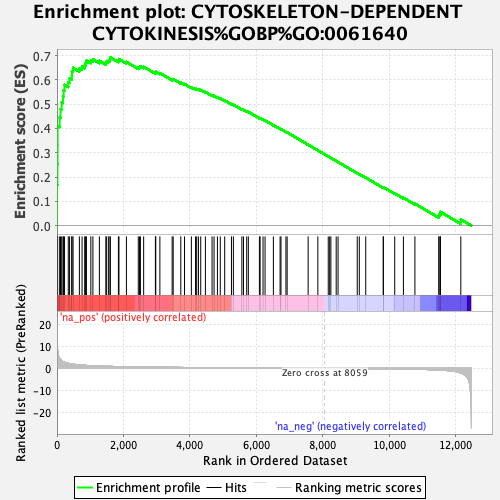 Enrichment plot: CYTOSKELETON-DEPENDENT
CYTOKINESIS%GOBP%GO:0061640
Enrichment score (ES)
0.7
0.6
0.5
0.4
0.3
0.2
0.1
0.0
'na_pos' (positively correlated)
Ranked list metric (PreRanked)
20
10
0
-10
-20
Zero cross at 8059
'na_neg' (negatively correlated)
0
2,000
4,000
6,000
8,000
10,000
12,000
Rank in Ordered Dataset
Enrichment profile
Hits
Ranking metric scores